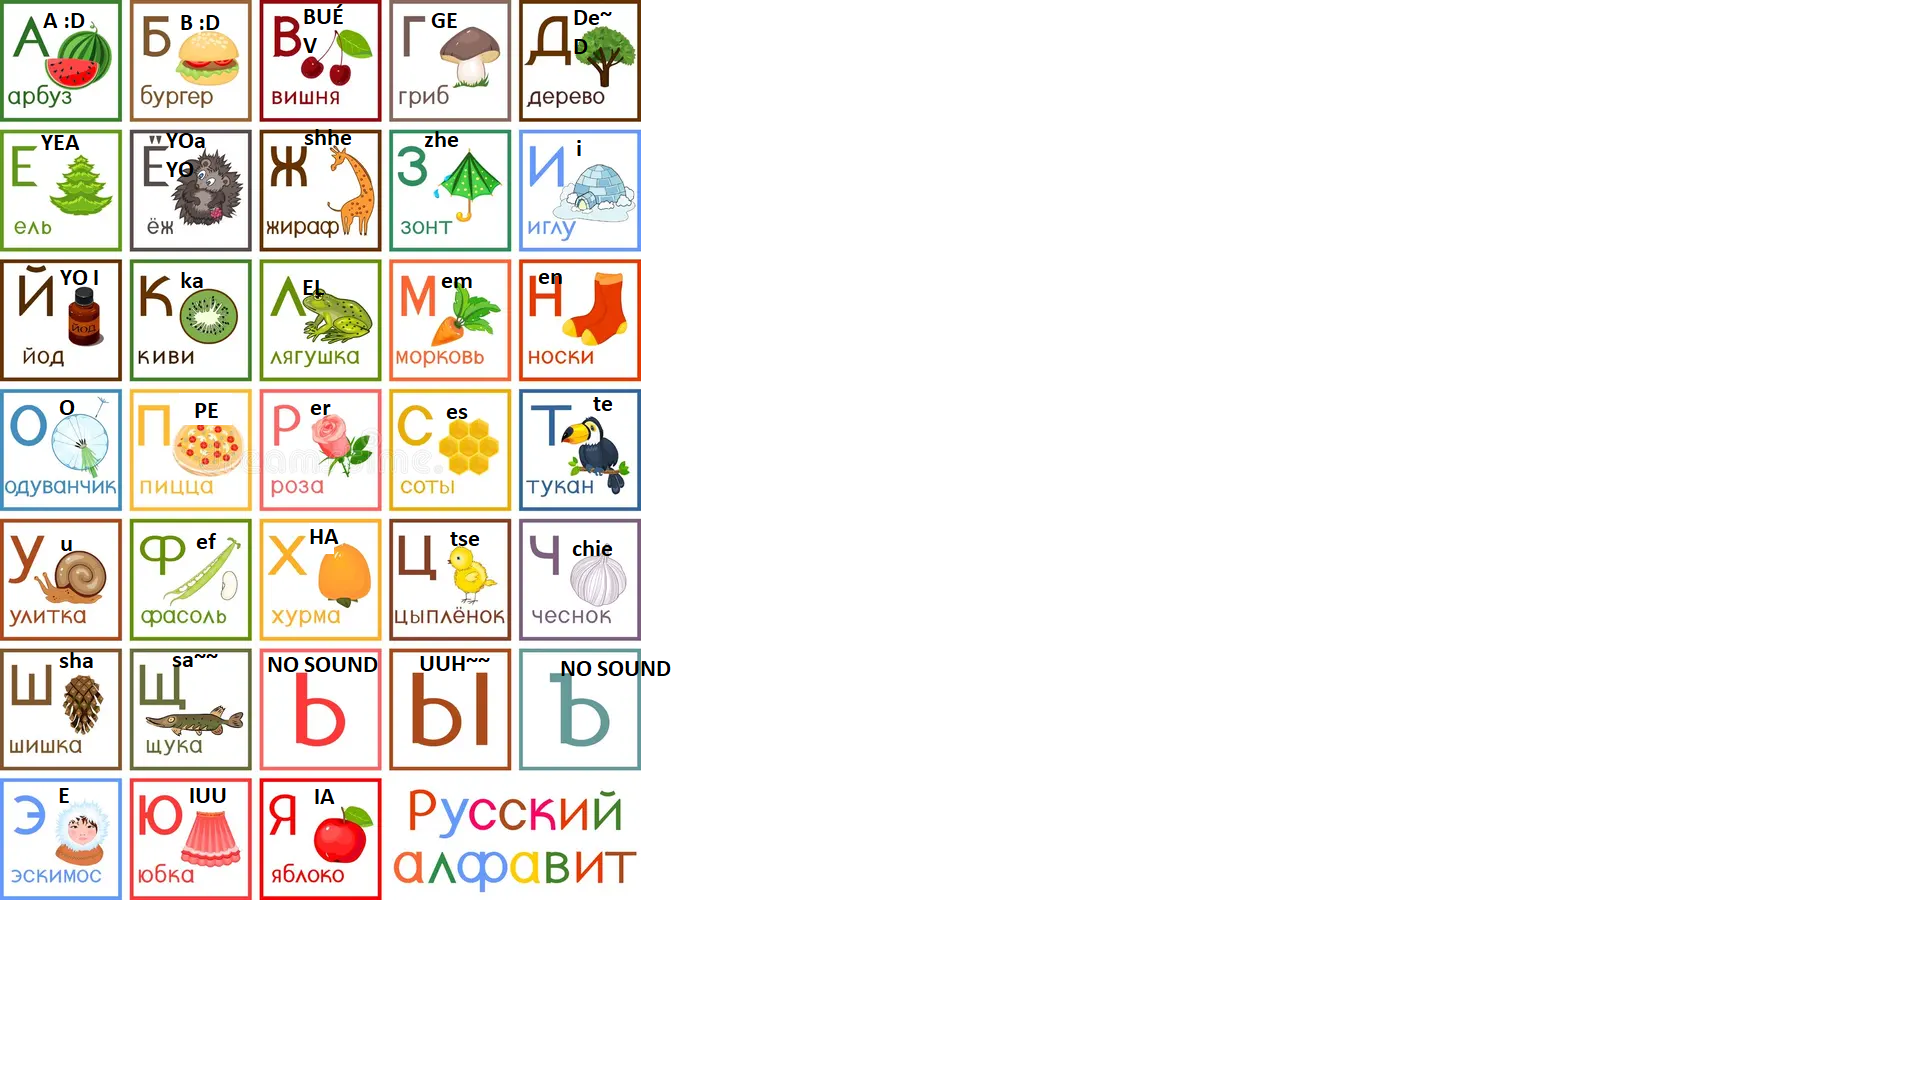 А A :D
арбуз
Б B :D
бургер
В BUÉ
V
вишня
Г GE
гриб
Д De~
D
дерево
Е YEA
ель
Ё YOa
YO
ёж
Ж shhe
жираф
З zhe
зонт
И i
иглу
Й YO I
йод
йод
К ka
киви
Л EL
лягушка
М em
морковь
Н en
носки
О O
одуванчик
П PE
пицца
Р er
роза
С es
соты
Т te
тукан
У u
улитка
Ф ef
фасоль
Х HA
хурма
Ц tse
цыплёнок
Ч chie
чеснок
Ш sha
шишка
Щ sa~~
щука
NO SOUND
Ь
UUH~~
Ы
NO SOUND
Ъ
Э E
эскимос
Ю IUU
юбка
Я IA
яблоко
Русский
алфавит